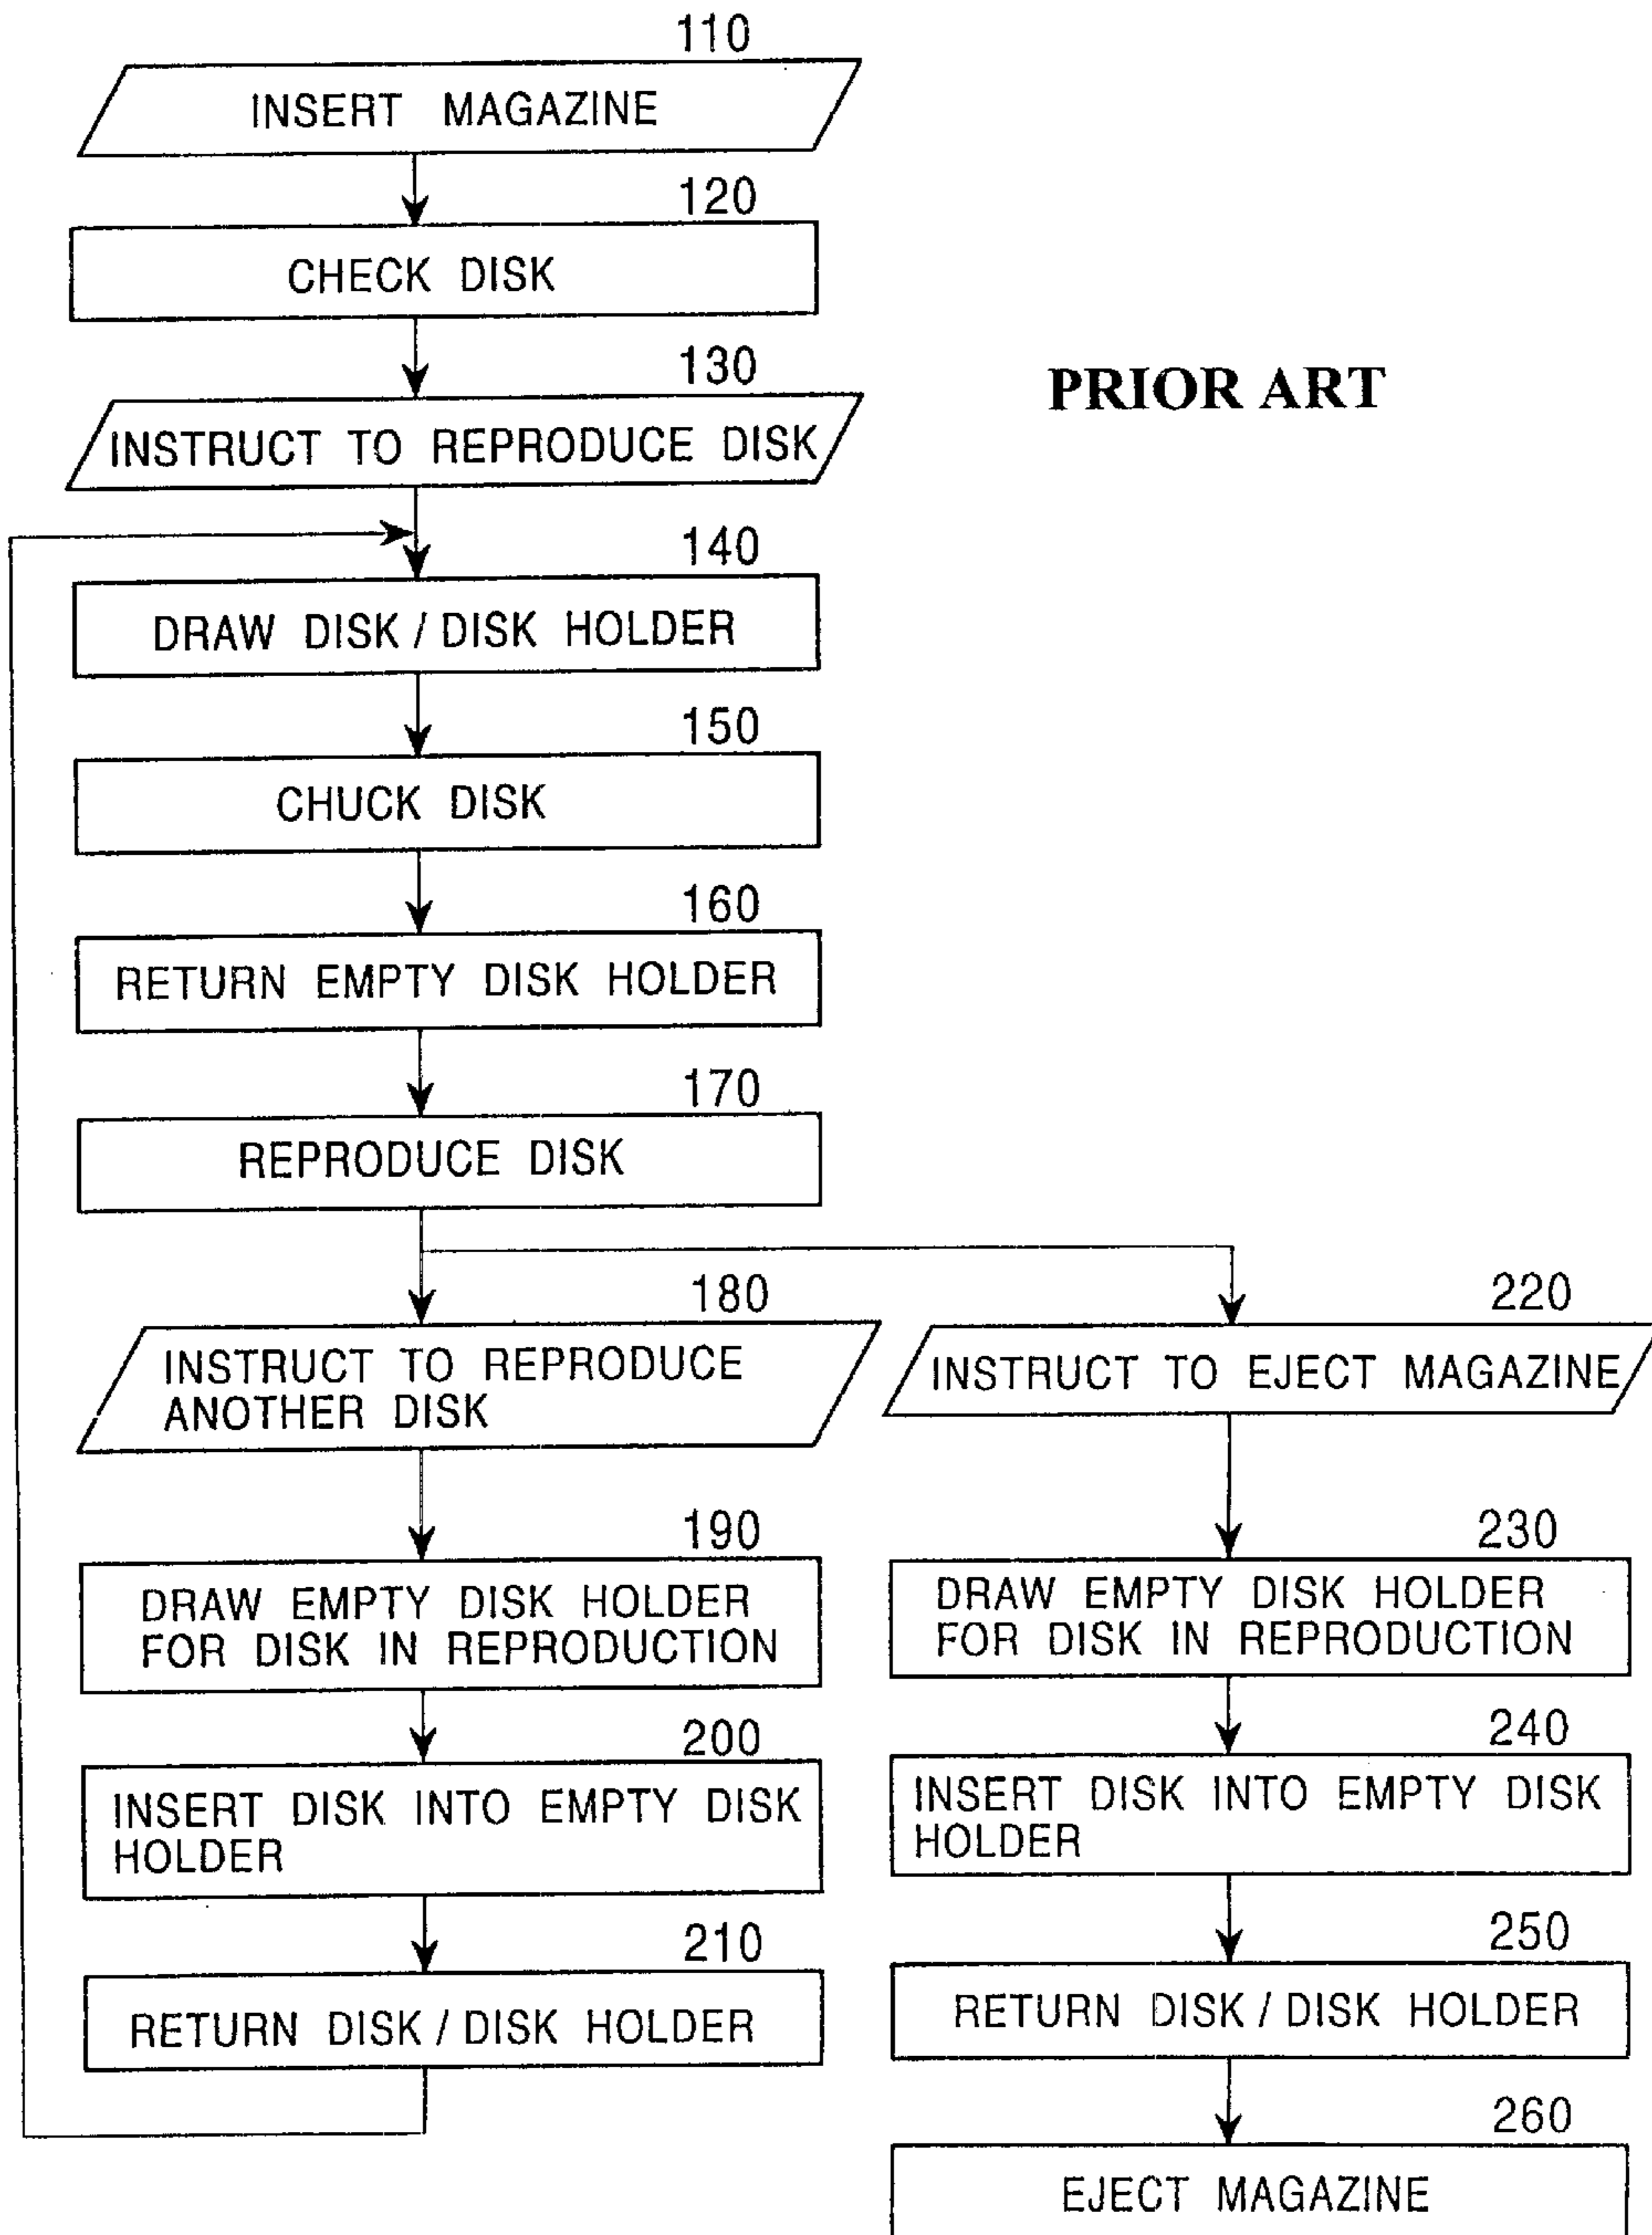 110
INSERT MAGAZINE
120
CHECK DISK
130
PRIOR ART
INSTRUCT TO REPRODUCE DISK
140
DRAW DISK / DISK HOLDER
150
CHUCK DISK
160
RETURN EMPTY DISK HOLDER
170
REPRODUCE DISK
180
INSTRUCT TO REPRODUCE
ANOTHER DISK
190
DRAW EMPTY DISK HOLDER
FOR DISK IN REPRODUCTION
200
INSERT DISK INTO EMPTY DISK
HOLDER
210
RETURN DISK / DISK HOLDER
220
INSTRUCT TO EJECT MAGAZINE
230
DRAW EMPTY DISK HOLDER
FOR DISK IN REPRODUCTION
240
INSERT DISK INTO EMPTY DISK
HOLDER
250
RETURN DISK / DISK HOLDER
260
EJECT MAGAZINE